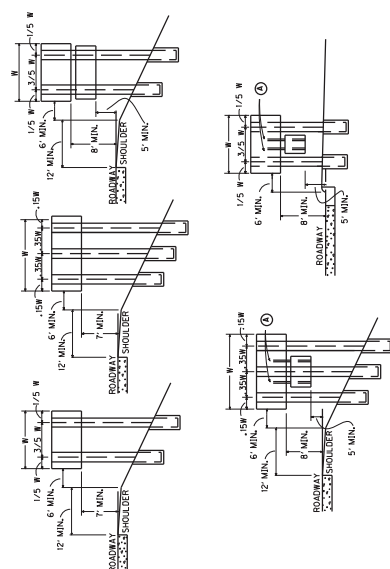 W
1/5 W 3/5 W 1/5 W
6' MIN.
12' MIN.
8' MIN.
5' MIN.
ROADWAY SHOULDER
W
.15W .35W .35W .15W
6' MIN.
12' MIN.
7' MIN.
ROADWAY SHOULDER
W
1/5 W 3/5 W 1/5 W
6' MIN.
12' MIN.
7' MIN.
ROADWAY SHOULDER
A
W
1/5 W 3/5 W 1/5 W
6' MIN.
8' MIN.
5' MIN.
ROADWAY
A
W
.15W .35W .35W .15W
6' MIN.
12' MIN.
8' MIN.
5' MIN.
ROADWAY SHOULDER